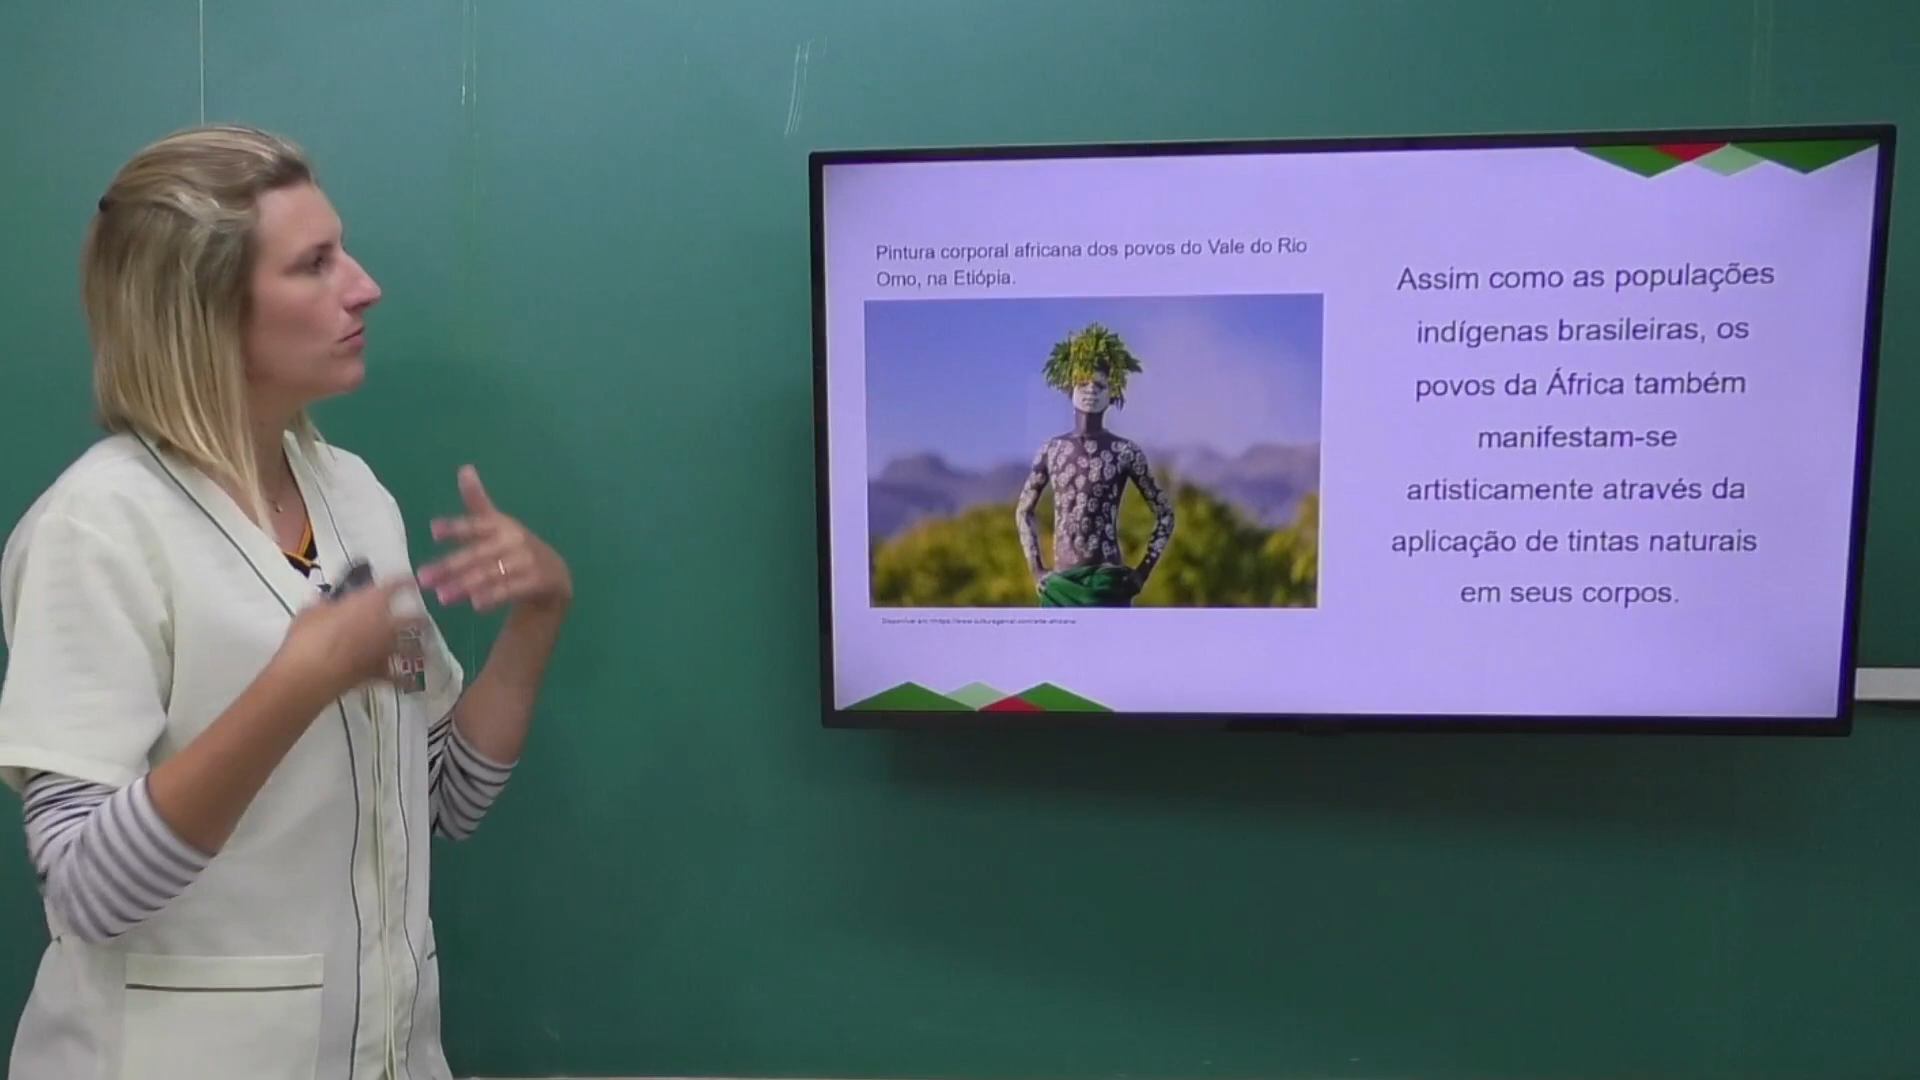 Pintura corporal africana dos povos do Vale do Rio
Omo, na Etiópia.
Assim como as populações
indígenas brasileiras, os
povos da África também
manifestam-se
artisticamente através da
aplicação de tintas naturais
em seus corpos.